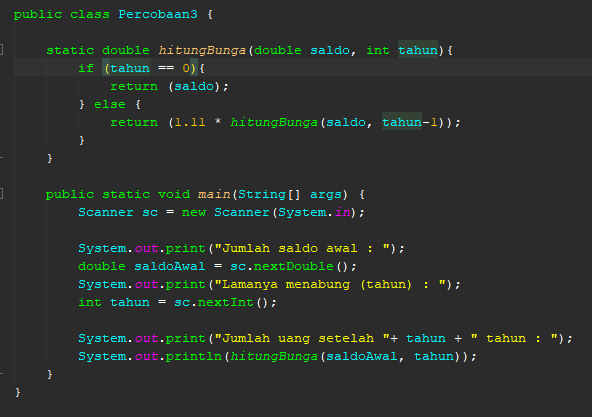 public class Percobaan3 {
static double hitungBunga(double saldo, int tahun){
if (tahun == 0){
return (saldo);
} else {
return (1.11 * hitungBunga(saldo, tahun-1));
}
}
public static void main(String[] args) {
Scanner sc = new Scanner(System.in);
System.out.print("Jumlah saldo awal : ");
double saldoAwal = sc.nextDouble();
System.out.print("Lamanya menabung (tahun) : ");
int tahun = sc.nextInt();
System.out.print("Jumlah uang setelah "+ tahun + " tahun : ");
System.out.println(hitungBunga(saldoAwal, tahun));
}
}